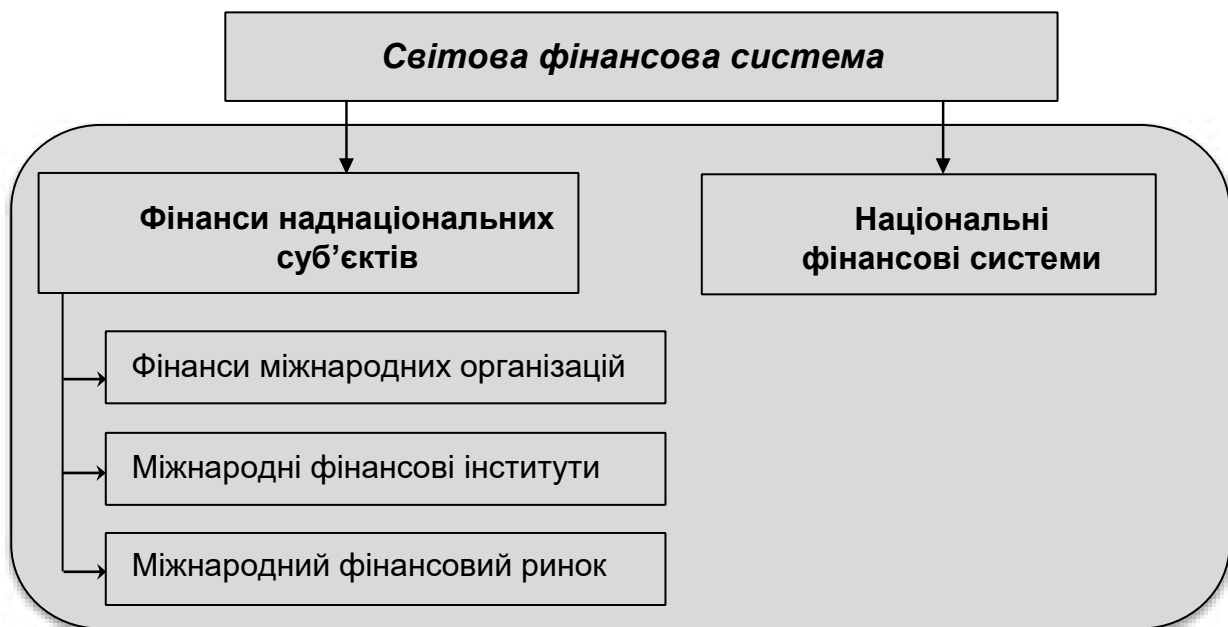 Світова фінансова система
Фінанси наднаціональних
суб’єктів
Національні
фінансові системи
Фінанси міжнародних організацій
Міжнародні фінансові інститути
Міжнародний фінансовий ринок